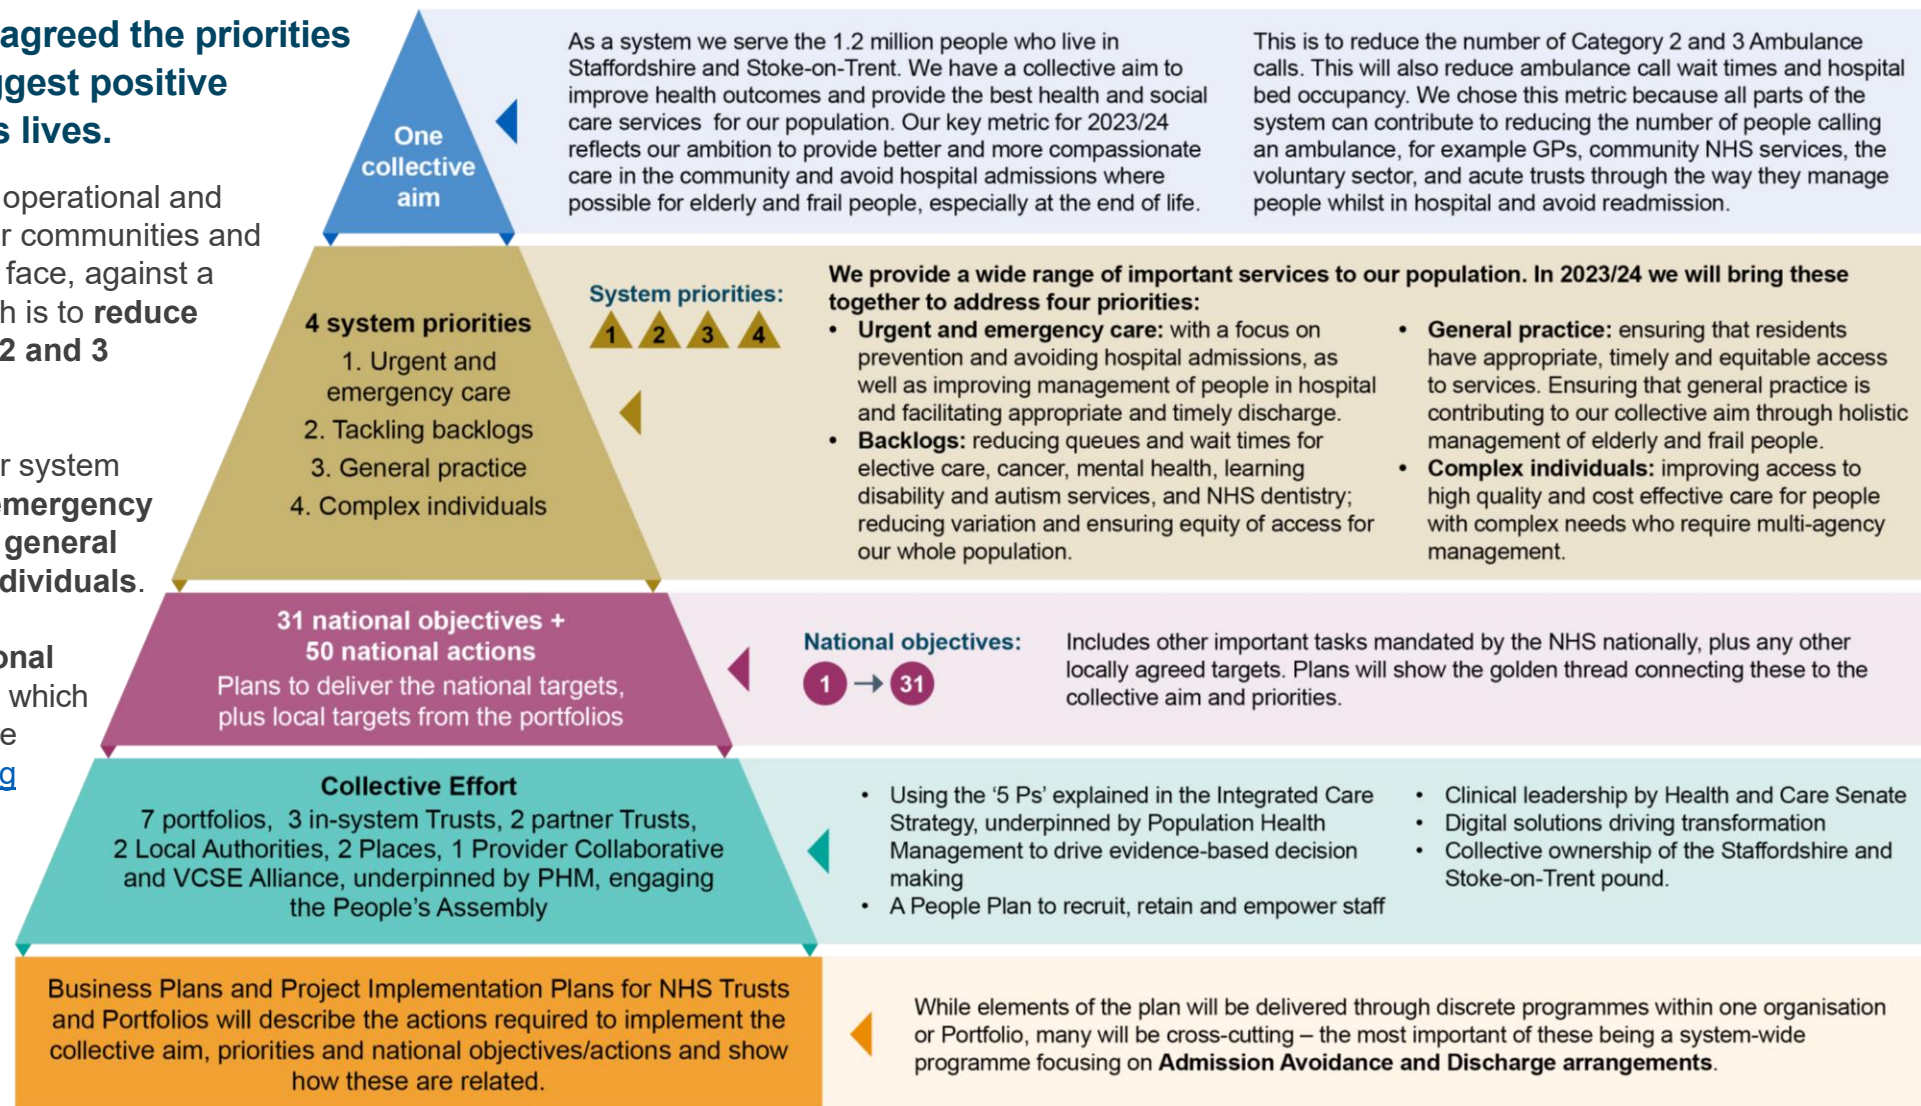 agreed the priorities
ggest positive
s lives.
operational and
r communities and
face, against a
h is to reduce
2 and 3
r system
emergency
general
dividuals.
onal
which
e
g
One
collective
aim
As a system we serve the 1.2 million people who live in
Staffordshire and Stoke-on-Trent. We have a collective aim to
improve health outcomes and provide the best health and social
care services for our population. Our key metric for 2023/24
reflects our ambition to provide better and more compassionate
care in the community and avoid hospital admissions where
possible for elderly and frail people, especially at the end of life.
This is to reduce the number of Category 2 and 3 Ambulance
calls. This will also reduce ambulance call wait times and hospital
bed occupancy. We chose this metric because all parts of the
system can contribute to reducing the number of people calling
an ambulance, for example GPs, community NHS services, the
voluntary sector, and acute trusts through the way they manage
people whilst in hospital and avoid readmission.
4 system priorities
1. Urgent and
emergency care
2. Tackling backlogs
3. General practice
4. Complex individuals
System priorities:
1 2 3 4
We provide a wide range of important services to our population. In 2023/24 we will bring these
together to address four priorities:
• Urgent and emergency care: with a focus on
prevention and avoiding hospital admissions, as
well as improving management of people in hospital
and facilitating appropriate and timely discharge.
• Backlogs: reducing queues and wait times for
elective care, cancer, mental health, learning
disability and autism services, and NHS dentistry;
reducing variation and ensuring equity of access for
our whole population.
• General practice: ensuring that residents
have appropriate, timely and equitable access
to services. Ensuring that general practice is
contributing to our collective aim through holistic
management of elderly and frail people.
• Complex individuals: improving access to
high quality and cost effective care for people
with complex needs who require multi-agency
management.
31 national objectives +
50 national actions
Plans to deliver the national targets,
plus local targets from the portfolios
National objectives:
1 → 31
Includes other important tasks mandated by the NHS nationally, plus any other
locally agreed targets. Plans will show the golden thread connecting these to the
collective aim and priorities.
Collective Effort
7 portfolios, 3 in-system Trusts, 2 partner Trusts,
2 Local Authorities, 2 Places, 1 Provider Collaborative
and VCSE Alliance, underpinned by PHM, engaging
the People's Assembly
• Using the '5 Ps' explained in the Integrated Care
Strategy, underpinned by Population Health
Management to drive evidence-based decision
making
• A People Plan to recruit, retain and empower staff
• Clinical leadership by Health and Care Senate
• Digital solutions driving transformation
• Collective ownership of the Staffordshire and
Stoke-on-Trent pound.
Business Plans and Project Implementation Plans for NHS Trusts
and Portfolios will describe the actions required to implement the
collective aim, priorities and national objectives/actions and show
how these are related.
While elements of the plan will be delivered through discrete programmes within one organisation
or Portfolio, many will be cross-cutting – the most important of these being a system-wide
programme focusing on Admission Avoidance and Discharge arrangements.